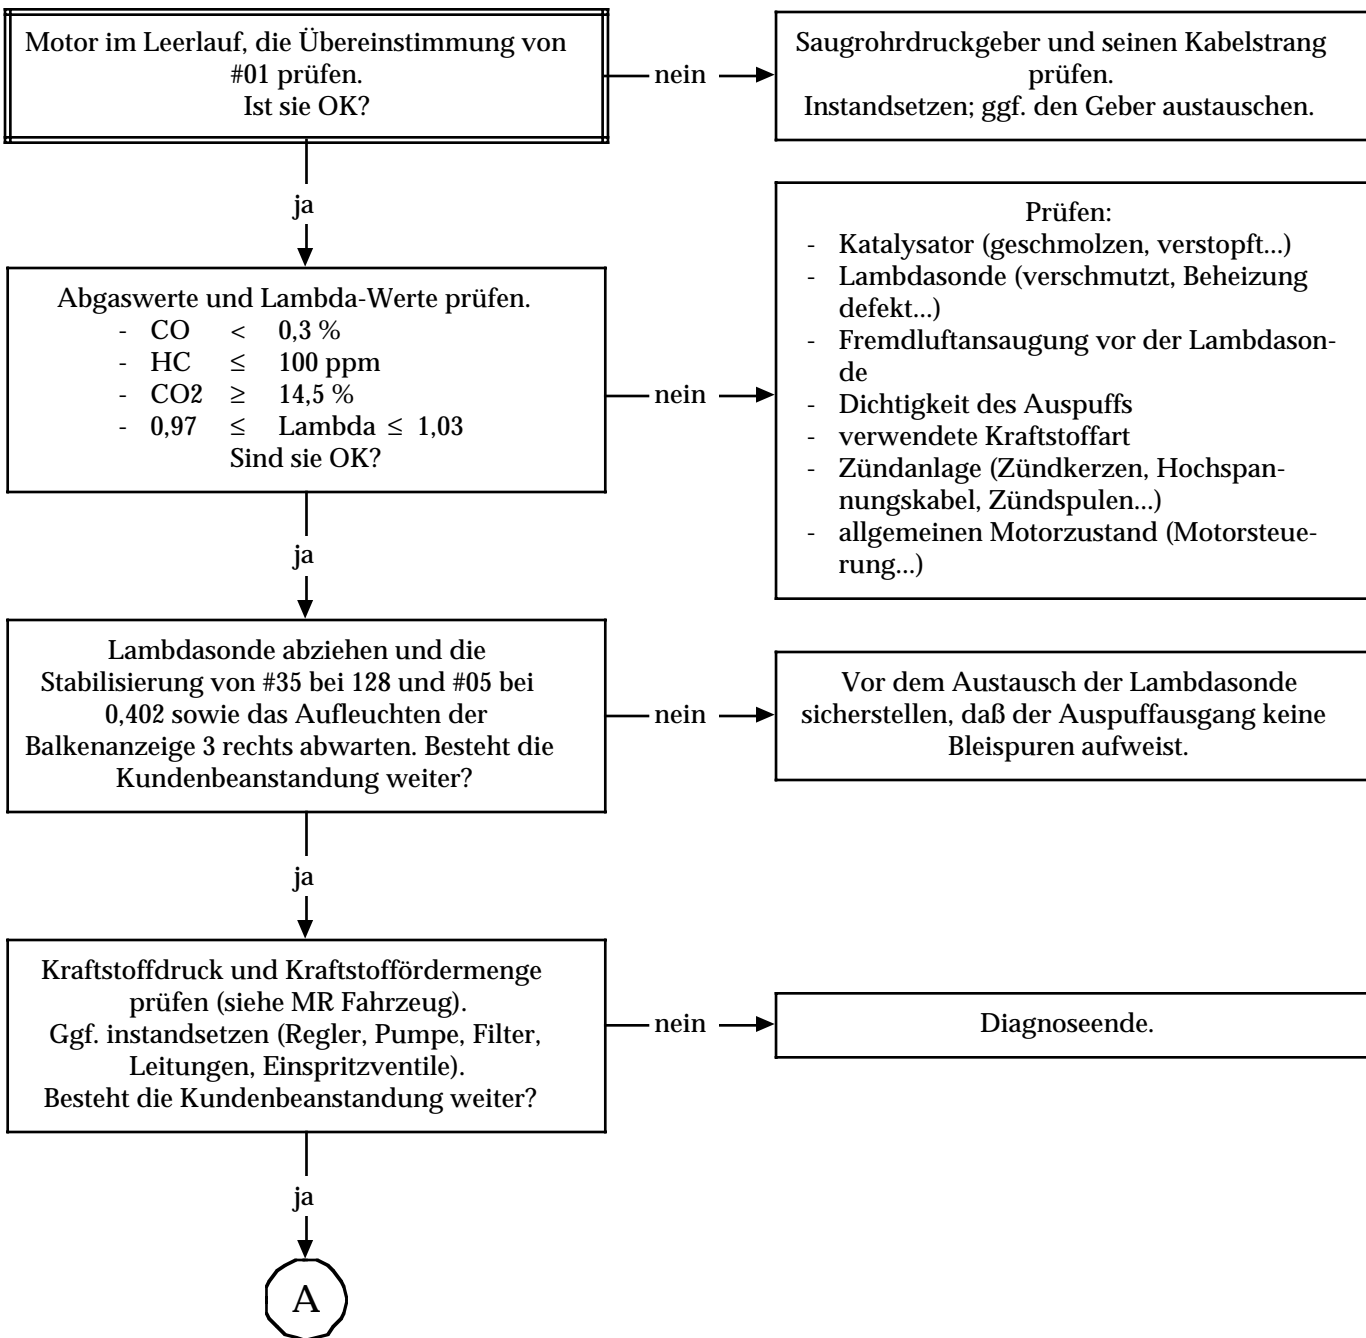 Motor im Leerlauf, die Übereinstimmung von
#01 prüfen.
Ist sie OK?
nein
Saugrohrdruckgeber und seinen Kabelstrang
prüfen.
Instandsetzen; ggf. den Geber austauschen.
ja
Abgaswerte und Lambda-Werte prüfen.
- CO < 0,3 %
- HC ≤ 100 ppm
- CO2 ≥ 14,5 %
- 0,97 ≤ Lambda ≤ 1,03
Sind sie OK?
nein
Prüfen:
- Katalysator (geschmolzen, verstopft...)
- Lambdasonde (verschmutzt, Beheizung
defekt...)
- Fremdluftansaugung vor der Lambdason-
de
- Dichtigkeit des Auspuffs
- verwendete Kraftstoffart
- Zündanlage (Zündkerzen, Hochspan-
nungskabel, Zündspulen...)
- allgemeinen Motorzustand (Motorsteue-
rung...)
ja
Lambdasonde abziehen und die
Stabilisierung von #35 bei 128 und #05 bei
0,402 sowie das Aufleuchten der
Balkenanzeige 3 rechts abwarten. Besteht die
Kundenbeanstandung weiter?
nein
Vor dem Austausch der Lambdasonde
sicherstellen, daß der Auspuffausgang keine
Bleispuren aufweist.
ja
Kraftstoffdruck und Kraftstoffördermenge
prüfen (siehe MR Fahrzeug).
Ggf. instandsetzen (Regler, Pumpe, Filter,
Leitungen, Einspritzventile).
Besteht die Kundenbeanstandung weiter?
nein
Diagnoseende.
ja
A